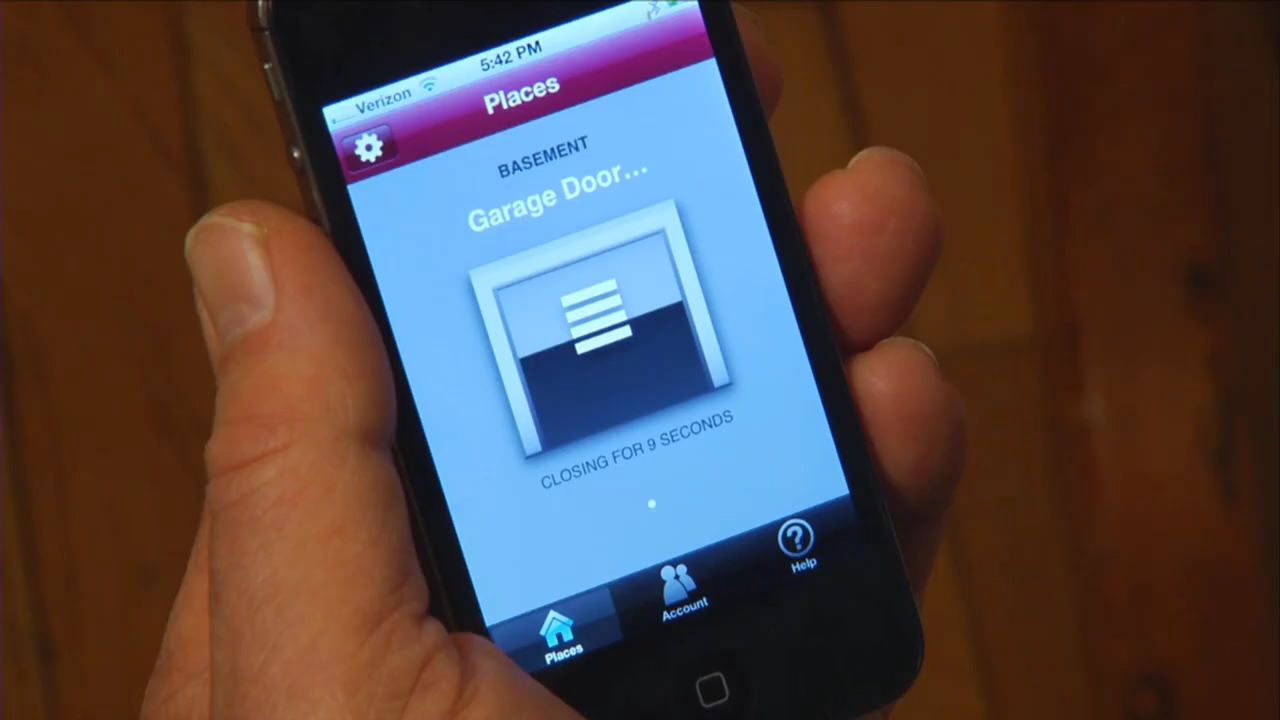 Verizon 5:42 PM
Places
BASEMENT
Garage Door...
CLOSING FOR 9 SECONDS
Places
Account
Help